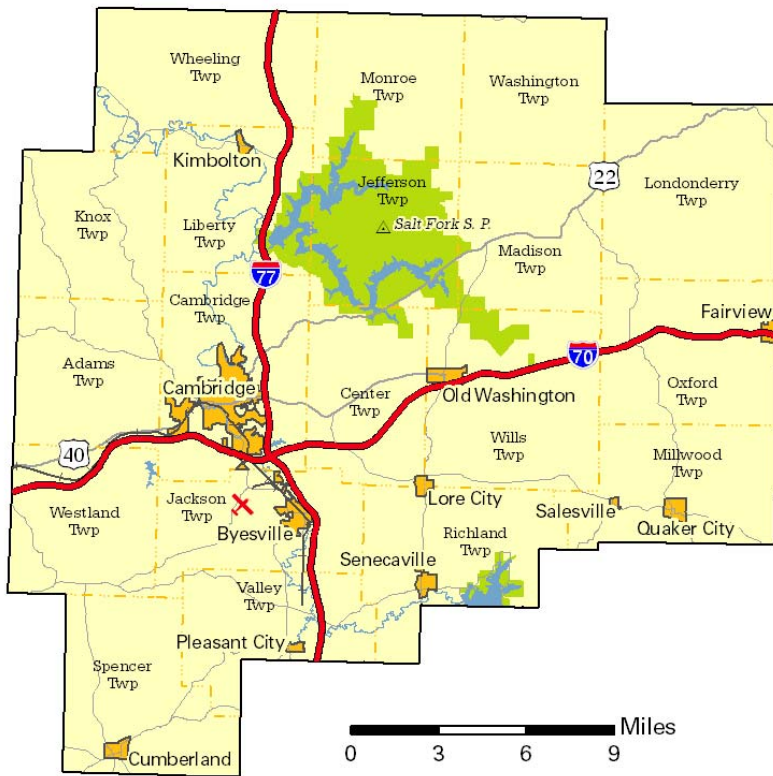 Wheeling
Twp
Monroe
Twp
Washington
Twp
Kimbolton
22
Jefferson
Twp
Londonderry
Twp
Knox
Twp
Liberty
Twp
Salt Fork S. P.
Madison
Twp
77
Cambridge
Twp
Fairview
70
Adams
Twp
Cambridge
Center
Twp
Old Washington
Oxford
Twp
40
Wills
Twp
Millwood
Twp
Lore City
Westland
Twp
Jackson
Twp
Salesville
Byesville
Quaker City
Richland
Twp
Senecaville
Valley
Twp
Pleasant City
Spencer
Twp
Cumberland
Miles
0 3 6 9